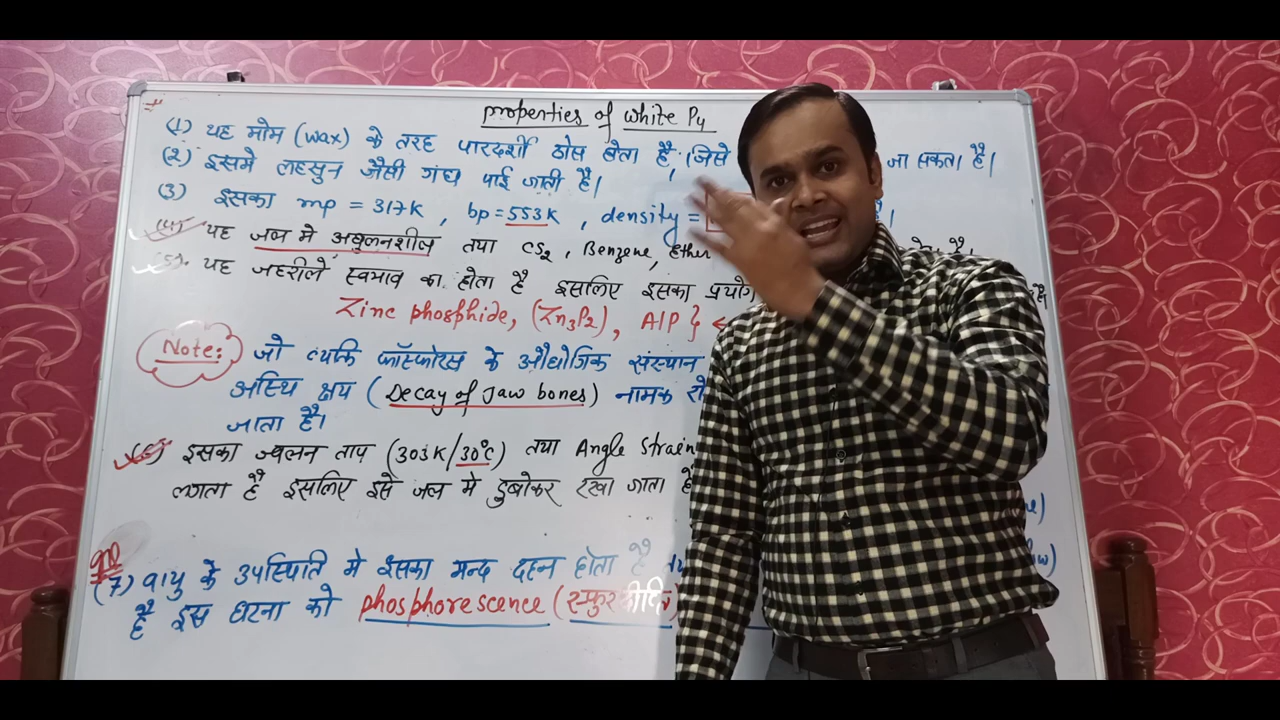 properties of white P4
(1) यह मोम (wax) के तरह पारदर्शी ठोस होता है, जिसे जा सकता है।
(2) इसमे लहसुन जैसी गंध पाई जाती है।
(3) इसका mp = 317K, bp = 553K, density = है।
(4) यह जल मे अघुलनशील तथा CS2, Benzene, Ether है।
(5) यह जहरीले स्वभाव का होता है इसलिए इसका प्रयोग है।
Zinc phosphide, (Zn3P2), AlP } ←
Note: जो व्यक्ति फॉस्फोरस के औधोजिक संस्थान
अस्थि क्षय (Decay of Jaw bones) नामक
जाता है।
(6) इसका ज्वलन ताप (303K/30°C) तथा Angle Strain
लगता है इसलिए इसे जल मे डुबोकर रखा जाता है
(7) वायु के उपस्थिति मे इसका मन्द दहन होता है
है इस घटना को phosphorescence (स्फुरदीप्ति)